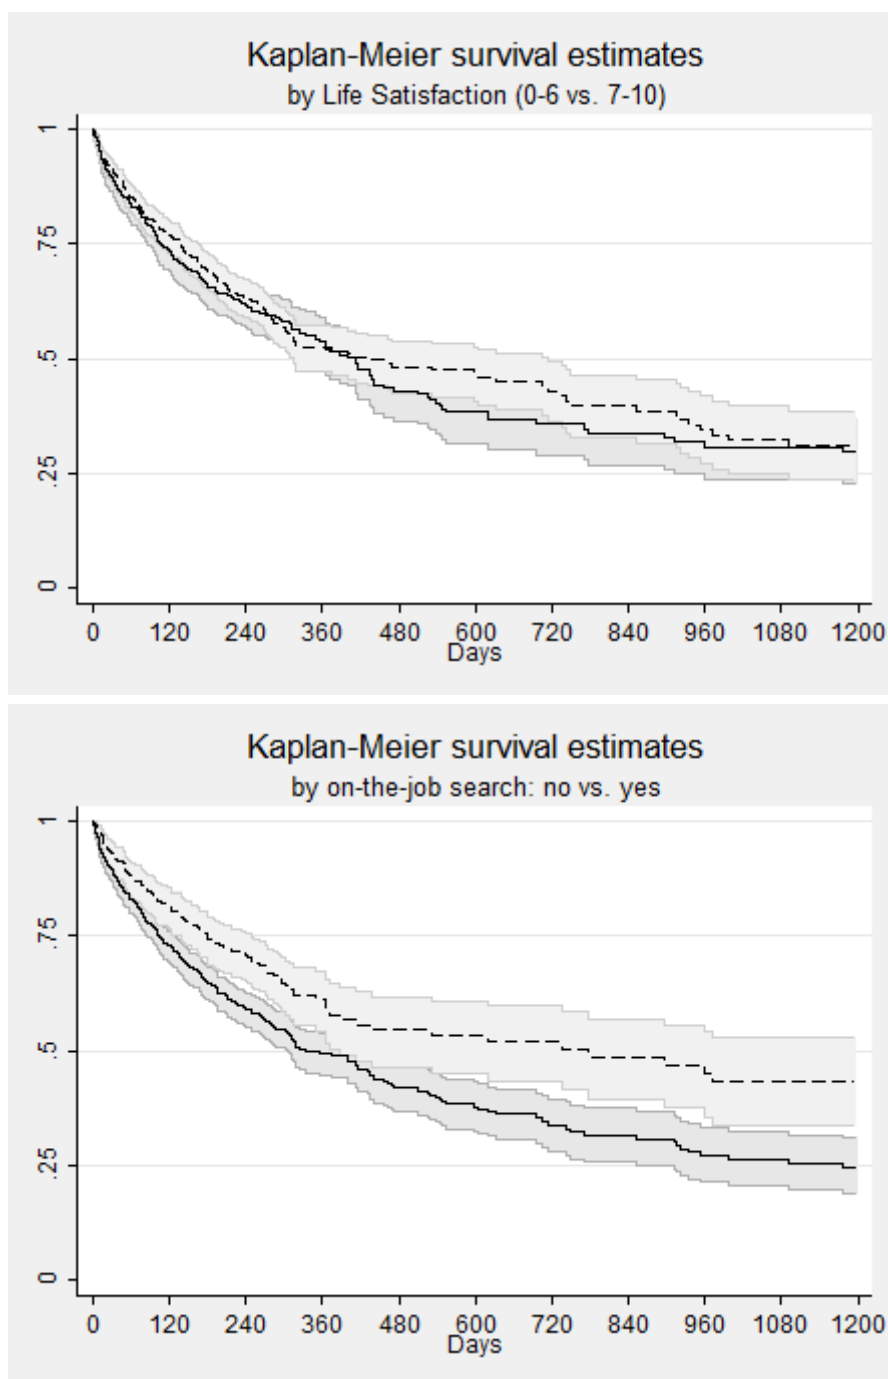 Kaplan-Meier survival estimates
by Life Satisfaction (0-6 vs. 7-10)
1
.75
.5
.25
0
0 120 240 360 480 600 720 840 960 1080 1200
Days
Kaplan-Meier survival estimates
by on-the-job search: no vs. yes
1
.75
.5
.25
0
0 120 240 360 480 600 720 840 960 1080 1200
Days